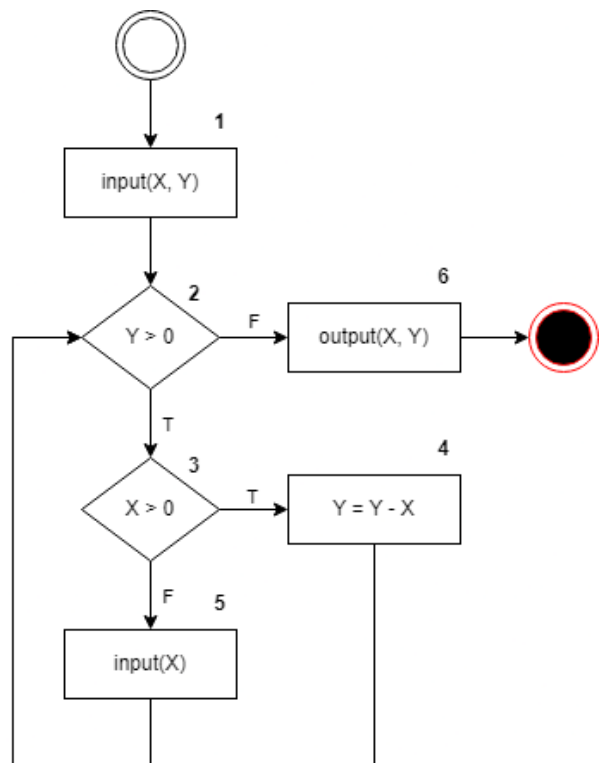 1
input(X, Y)
2
Y > 0
F
6
output(X, Y)
T
3
X > 0
T
4
Y = Y - X
F
5
input(X)